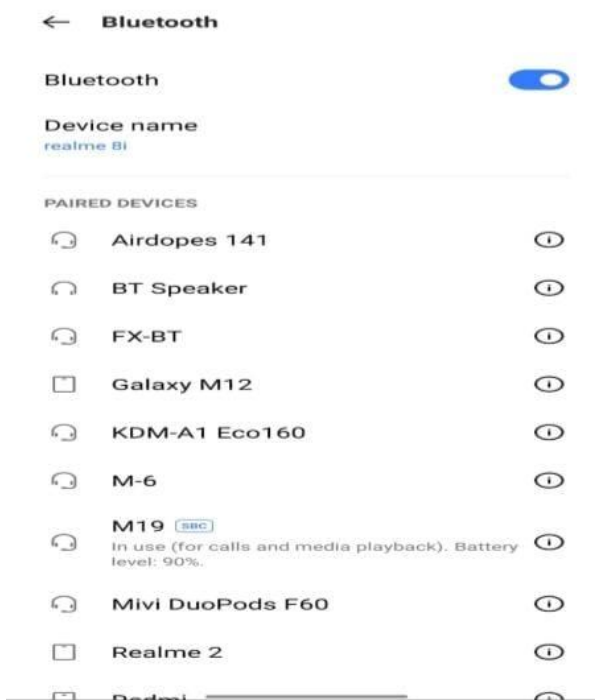 Bluetooth
Bluetooth
Device name
realme 8i
PAIRED DEVICES
Airdopes 141
BT Speaker
FX-BT
Galaxy M12
KDM-A1 Eco160
M-6
M19 SBC
In use (for calls and media playback). Battery
level: 90%.
Mivi DuoPods F60
Realme 2